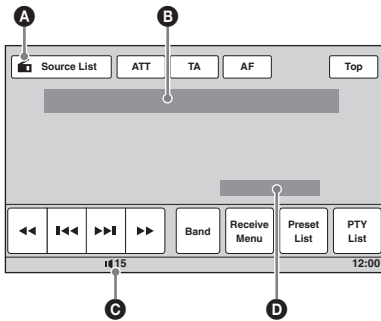 A B
Source List ATT TA AF Top
Band Receive Menu Preset List PTY List
15 12:00
C D